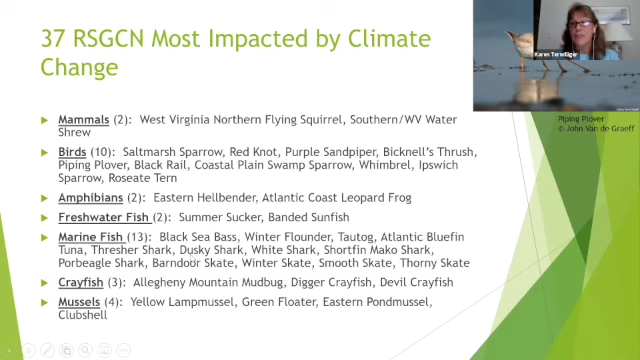 37 RSGCN Most Impacted by Climate
Change
Karen Terwilliger
Piping Plover
© John Van de Graeff
Mammals (2): West Virginia Northern Flying Squirrel, Southern/WV Water
Shrew
Birds (10): Saltmarsh Sparrow, Red Knot, Purple Sandpiper, Bicknell's Thrush,
Piping Plover, Black Rail, Coastal Plain Swamp Sparrow, Whimbrel, Ipswich
Sparrow, Roseate Tern
Amphibians (2): Eastern Hellbender, Atlantic Coast Leopard Frog
Freshwater Fish (2): Summer Sucker, Banded Sunfish
Marine Fish (13): Black Sea Bass, Winter Flounder, Tautog, Atlantic Bluefin
Tuna, Thresher Shark, Dusky Shark, White Shark, Shortfin Mako Shark,
Porbeagle Shark, Barndoor Skate, Winter Skate, Smooth Skate, Thorny Skate
Crayfish (3): Allegheny Mountain Mudbug, Digger Crayfish, Devil Crayfish
Mussels (4): Yellow Lampmussel, Green Floater, Eastern Pondmussel,
Clubshell